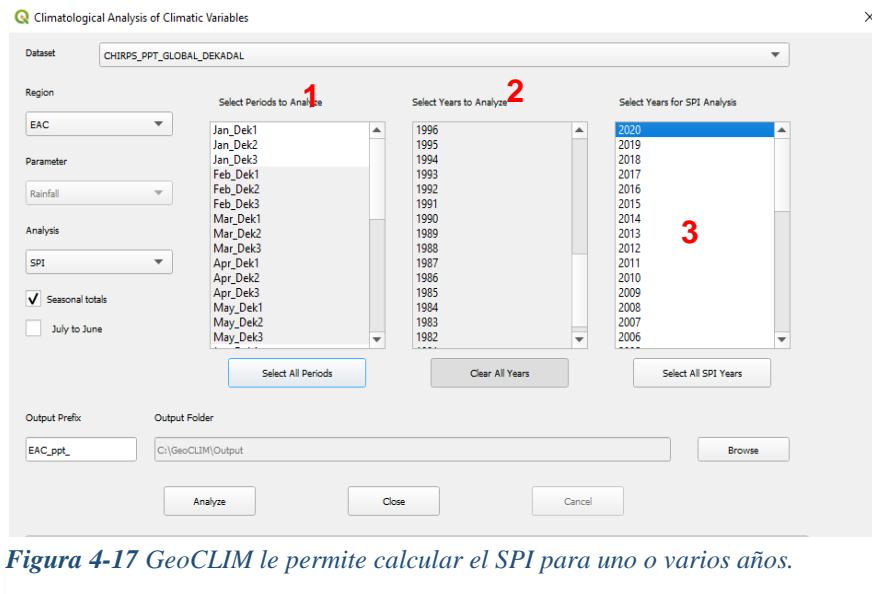 Climatological Analysis of Climatic Variables
Dataset
CHIRPS_PPT_GLOBAL_DEKADAL
Region
EAC
Parameter
Rainfall
Analysis
SPI
Seasonal totals
July to June
1
Select Periods to Analyze
Jan_Dek1
Jan_Dek2
Jan_Dek3
Feb_Dek1
Feb_Dek2
Feb_Dek3
Mar_Dek1
Mar_Dek2
Mar_Dek3
Apr_Dek1
Apr_Dek2
Apr_Dek3
May_Dek1
May_Dek2
May_Dek3
Select All Periods
2
Select Years to Analyze
1996
1995
1994
1993
1992
1991
1990
1989
1988
1987
1986
1985
1984
1983
1982
Clear All Years
Select Years for SPI Analysis
2020
2019
2018
2017
2016
2015
2014
2013
2012
2011
2010
2009
2008
2007
2006
3
Select All SPI Years
Output Prefix
EAC_ppt_
Output Folder
C:\GeoCLIM\Output
Browse
Analyze
Close
Cancel
Figura 4-17 GeoCLIM le permite calcular el SPI para uno o varios años.